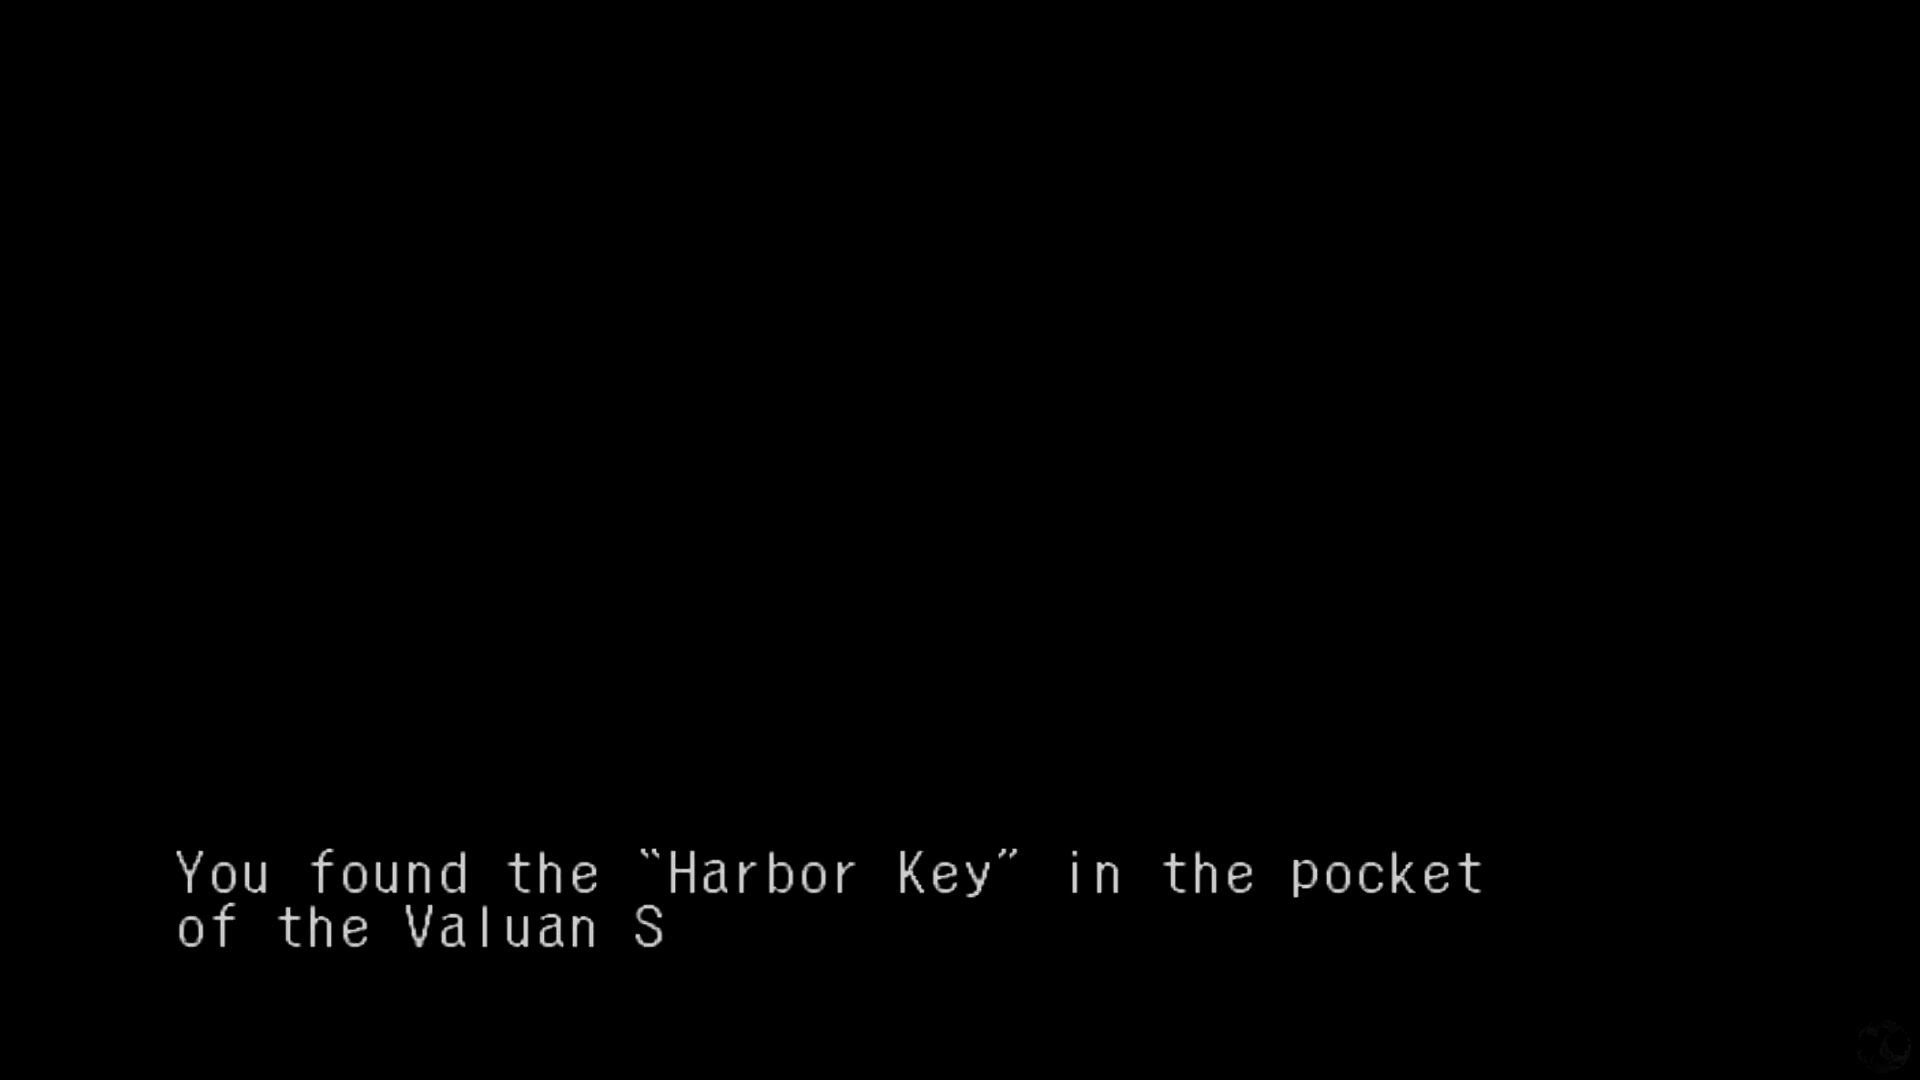 You found the "Harbor Key" in the pocket
of the Valuan S